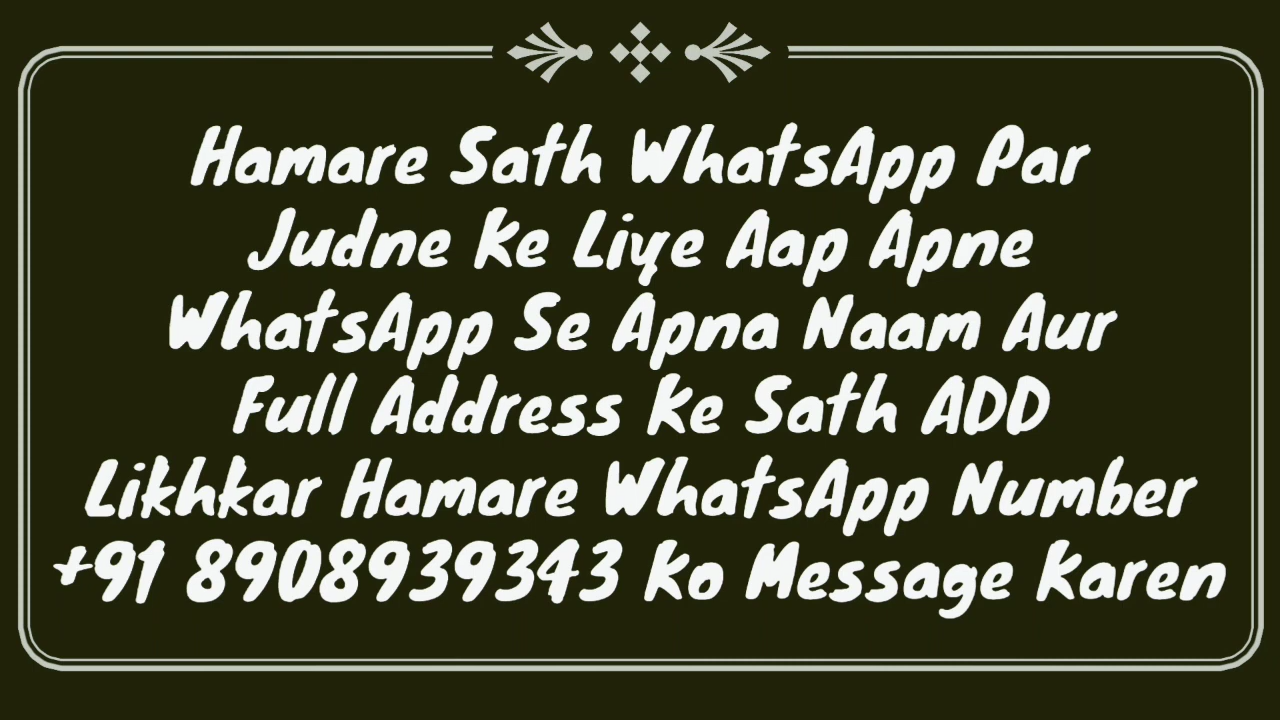 Hamare Sath WhatsApp Par
Judne Ke Liye Aap Apne
WhatsApp Se Apna Naam Aur
Full Address Ke Sath ADD
Likhkar Hamare WhatsApp Number
+91 8908939343 Ko Message Karen